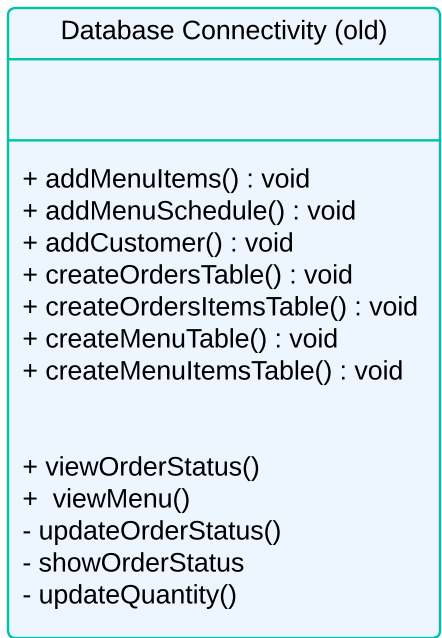 Database Connectivity (old)
+ addMenuItems() : void
+ addMenuSchedule() : void
+ addCustomer() : void
+ createOrdersTable() : void
+ createOrdersItemsTable() : void
+ createMenuTable() : void
+ createMenuItemsTable() : void
+ viewOrderStatus()
+  viewMenu()
- updateOrderStatus()
- showOrderStatus
- updateQuantity()